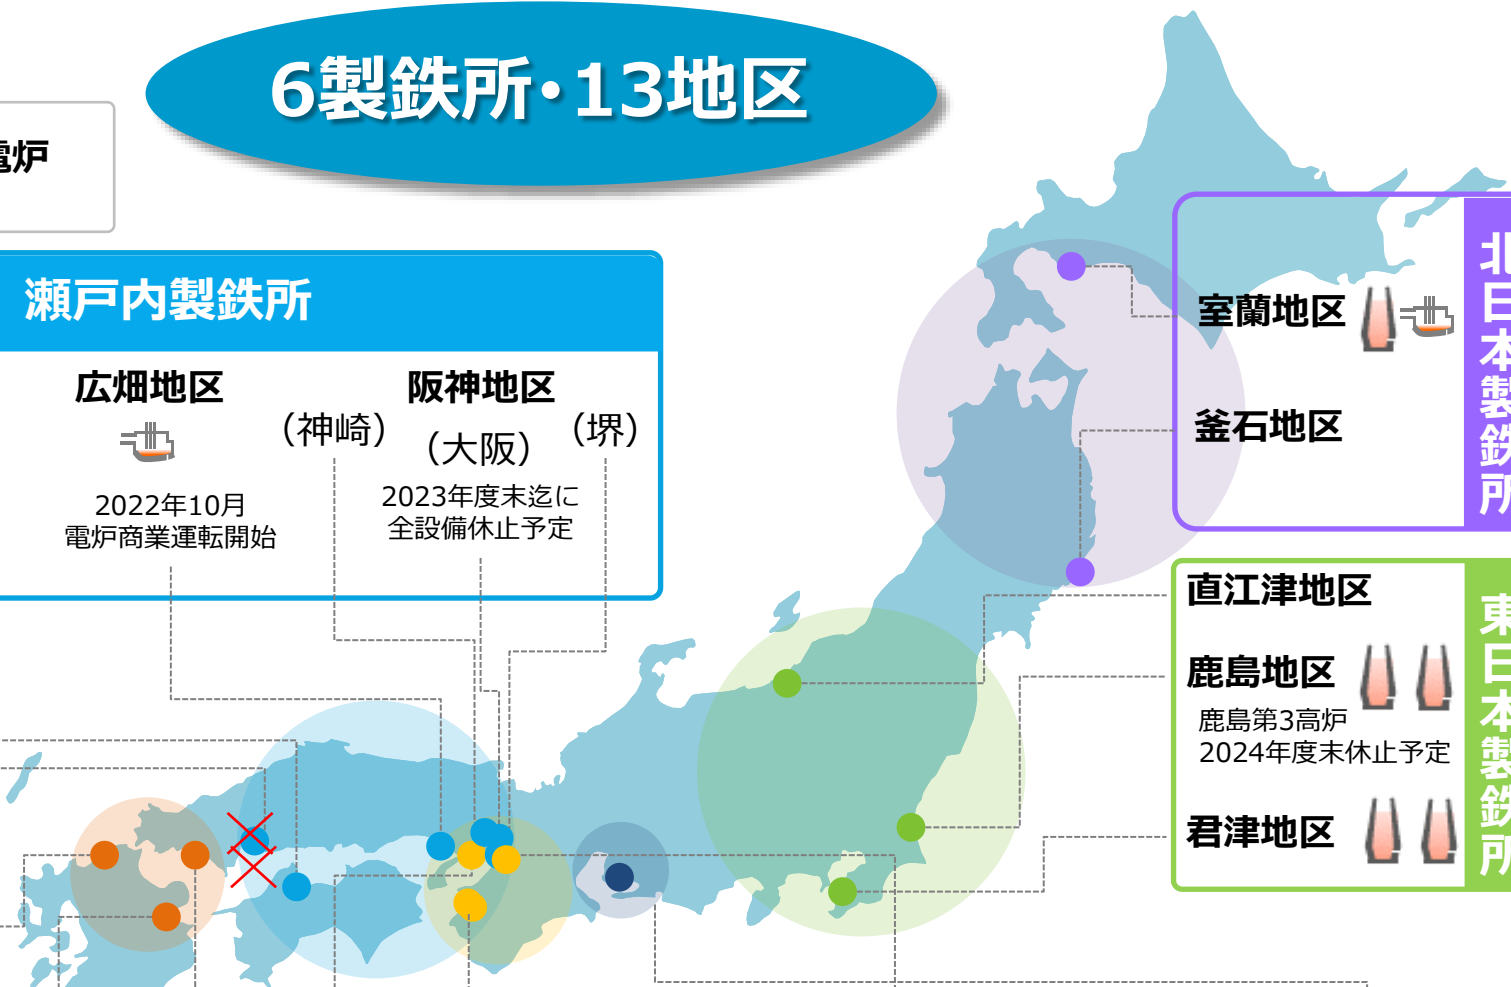 6製鉄所・13地区
電炉
瀬戸内製鉄所
広畑地区
2022年10月
電炉商業運転開始
阪神地区
（神崎）
（大阪）
（堺）
2023年度末迄に
全設備休止予定
北日本製鉄所
室蘭地区
釜石地区
東日本製鉄所
直江津地区
鹿島地区
鹿島第3高炉
2024年度末休止予定
君津地区